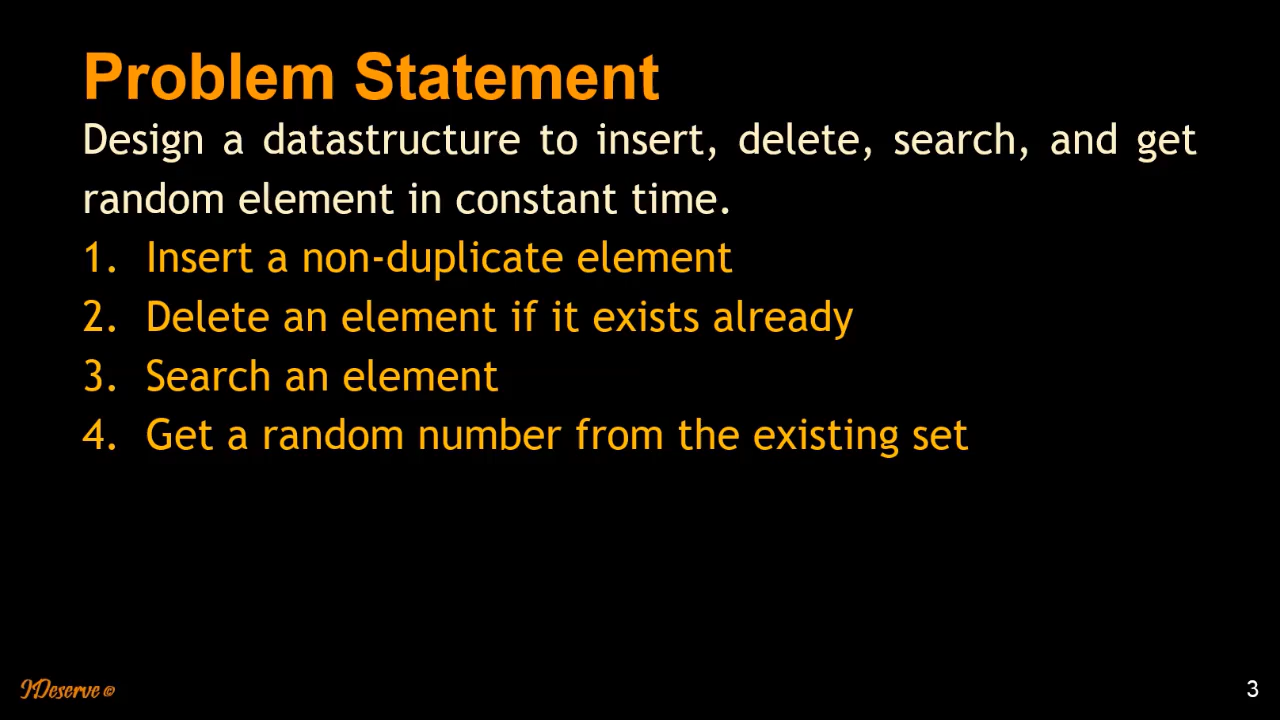 Problem Statement
Design a datastructure to insert, delete, search, and get
random element in constant time.
1. Insert a non-duplicate element
2. Delete an element if it exists already
3. Search an element
4. Get a random number from the existing set
IDeserve ©
3